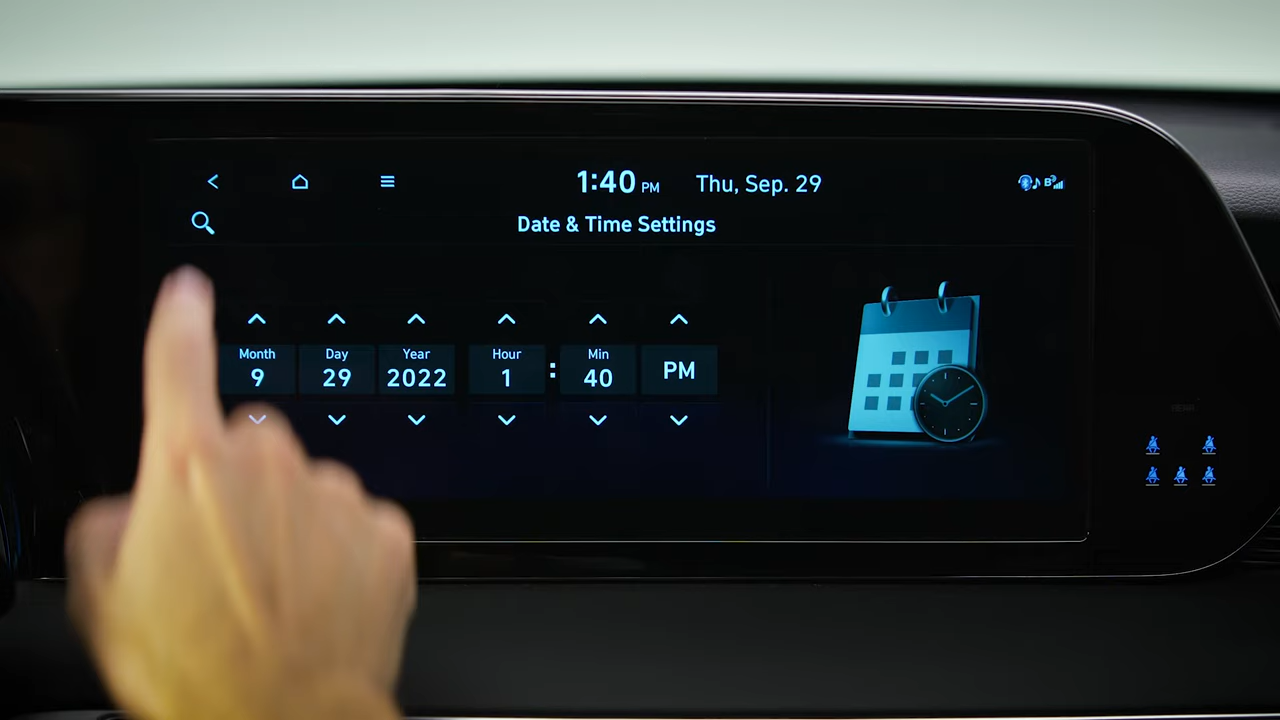 1:40 PM Thu, Sep. 29
Date & Time Settings
Month Day Year Hour Min
9 29 2022 1 : 40 PM